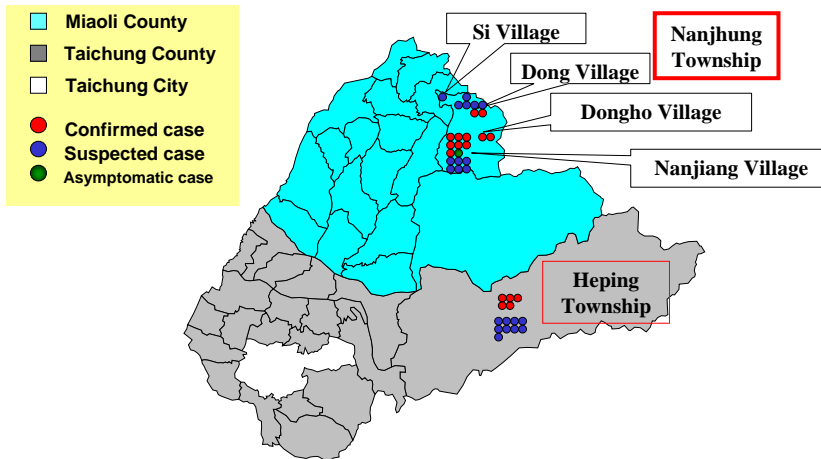 Miaoli County
Taichung County
Taichung City
Confirmed case
Suspected case
Asymptomatic case
Si Village
Nanjhung
Township
Dong Village
Dongho Village
Nanjiang Village
Heping
Township